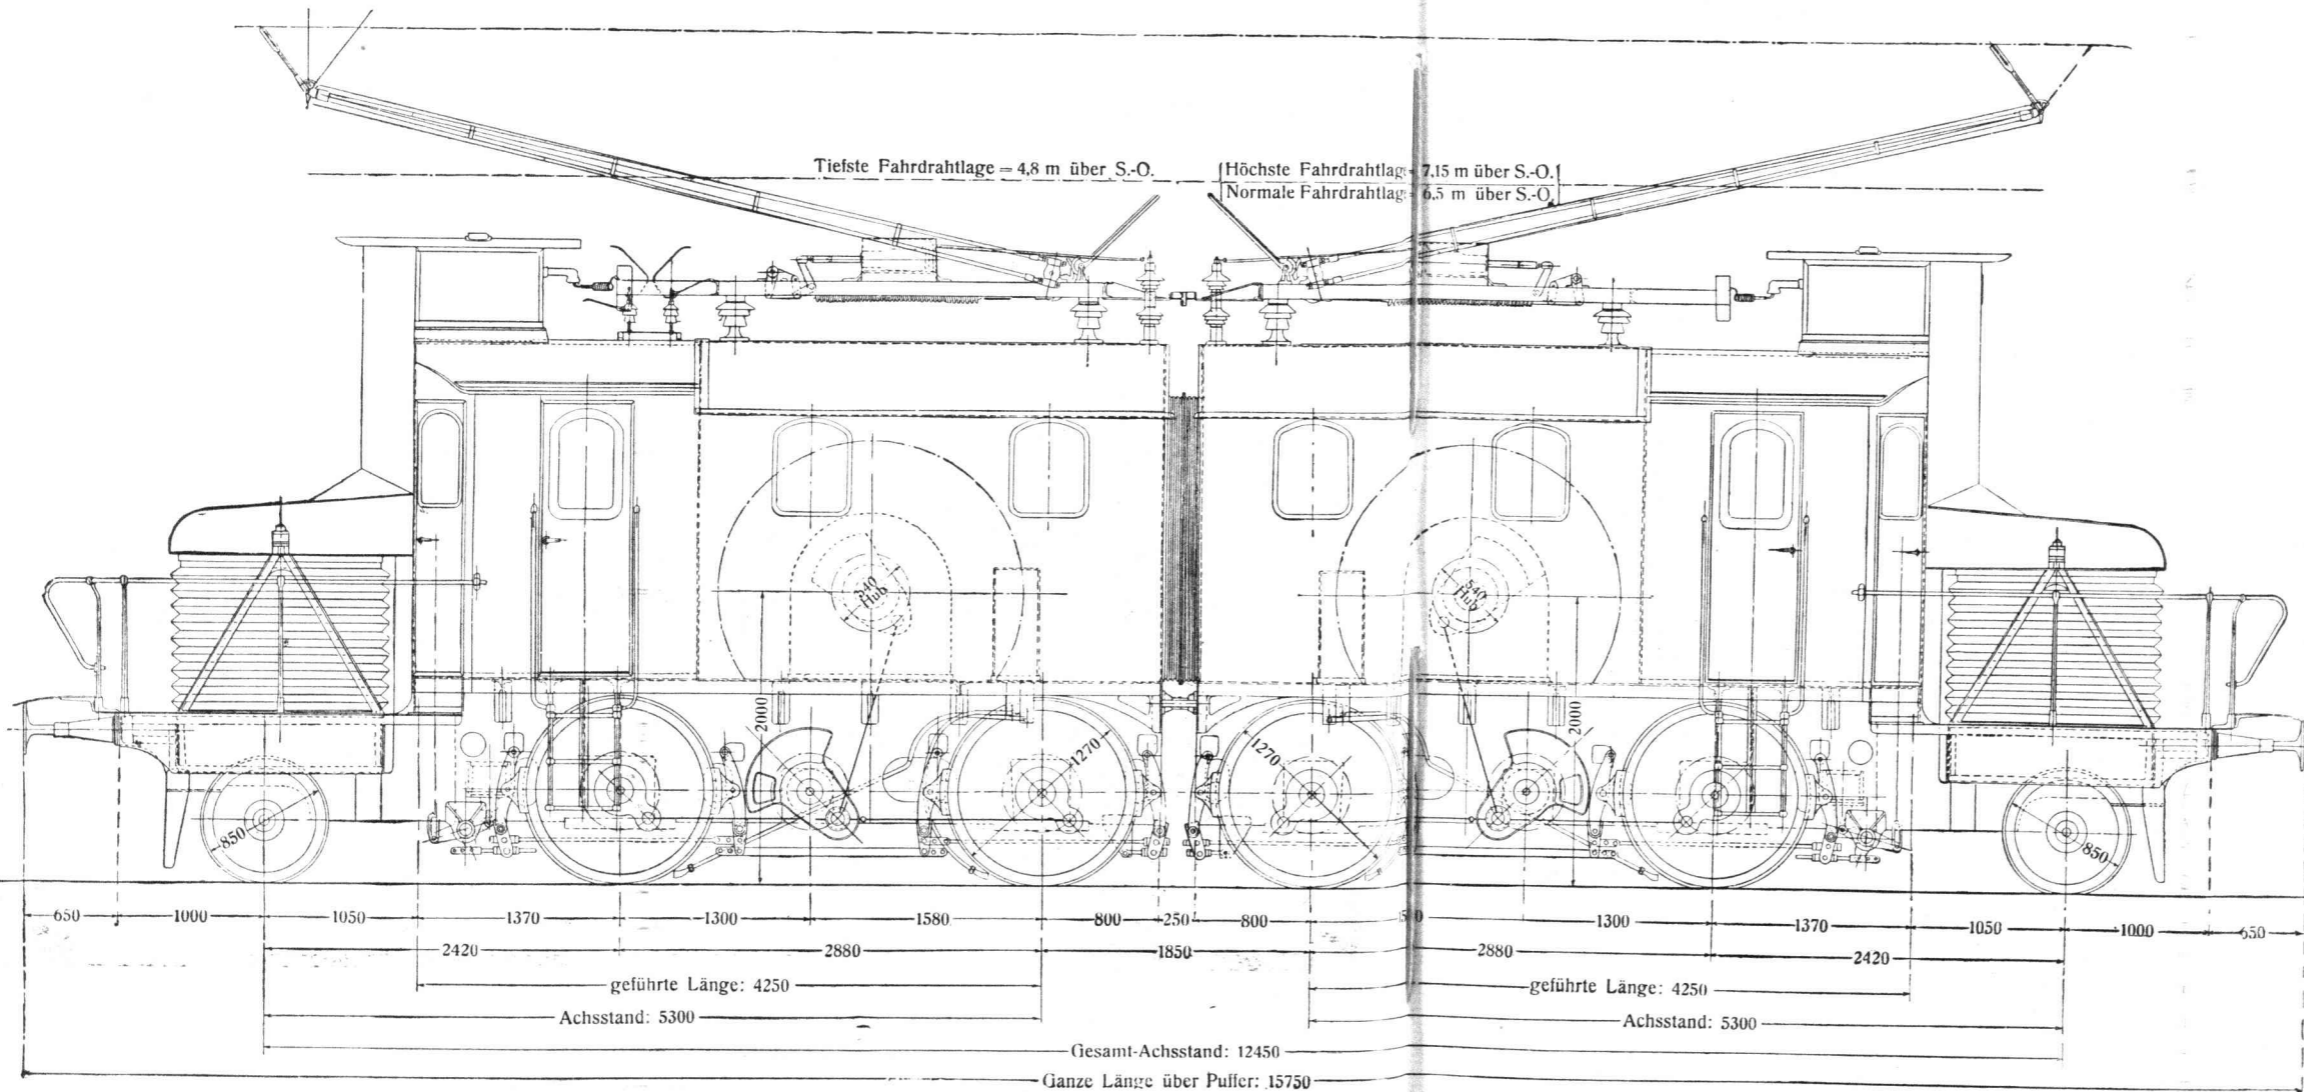 Tiefste Fahrdrahtlage = 4,8 m über S.-O.
Höchste Fahrdrahtlag 7,15 m über S.-O.
Normale Fahrdrahtlag 6,5 m über S.-O.
540 Hub
540 Hub
2000
2000
1270
1270
850
850
650 1000 1050 1370 1300 1580 800 250 800 1300 1370 1050 1000 650
2420 2880 1850 2880 2420
geführte Länge: 4250 geführte Länge: 4250
Achsstand: 5300 Achsstand: 5300
Gesamt-Achsstand: 12450
Ganze Länge über Puffer: 15750